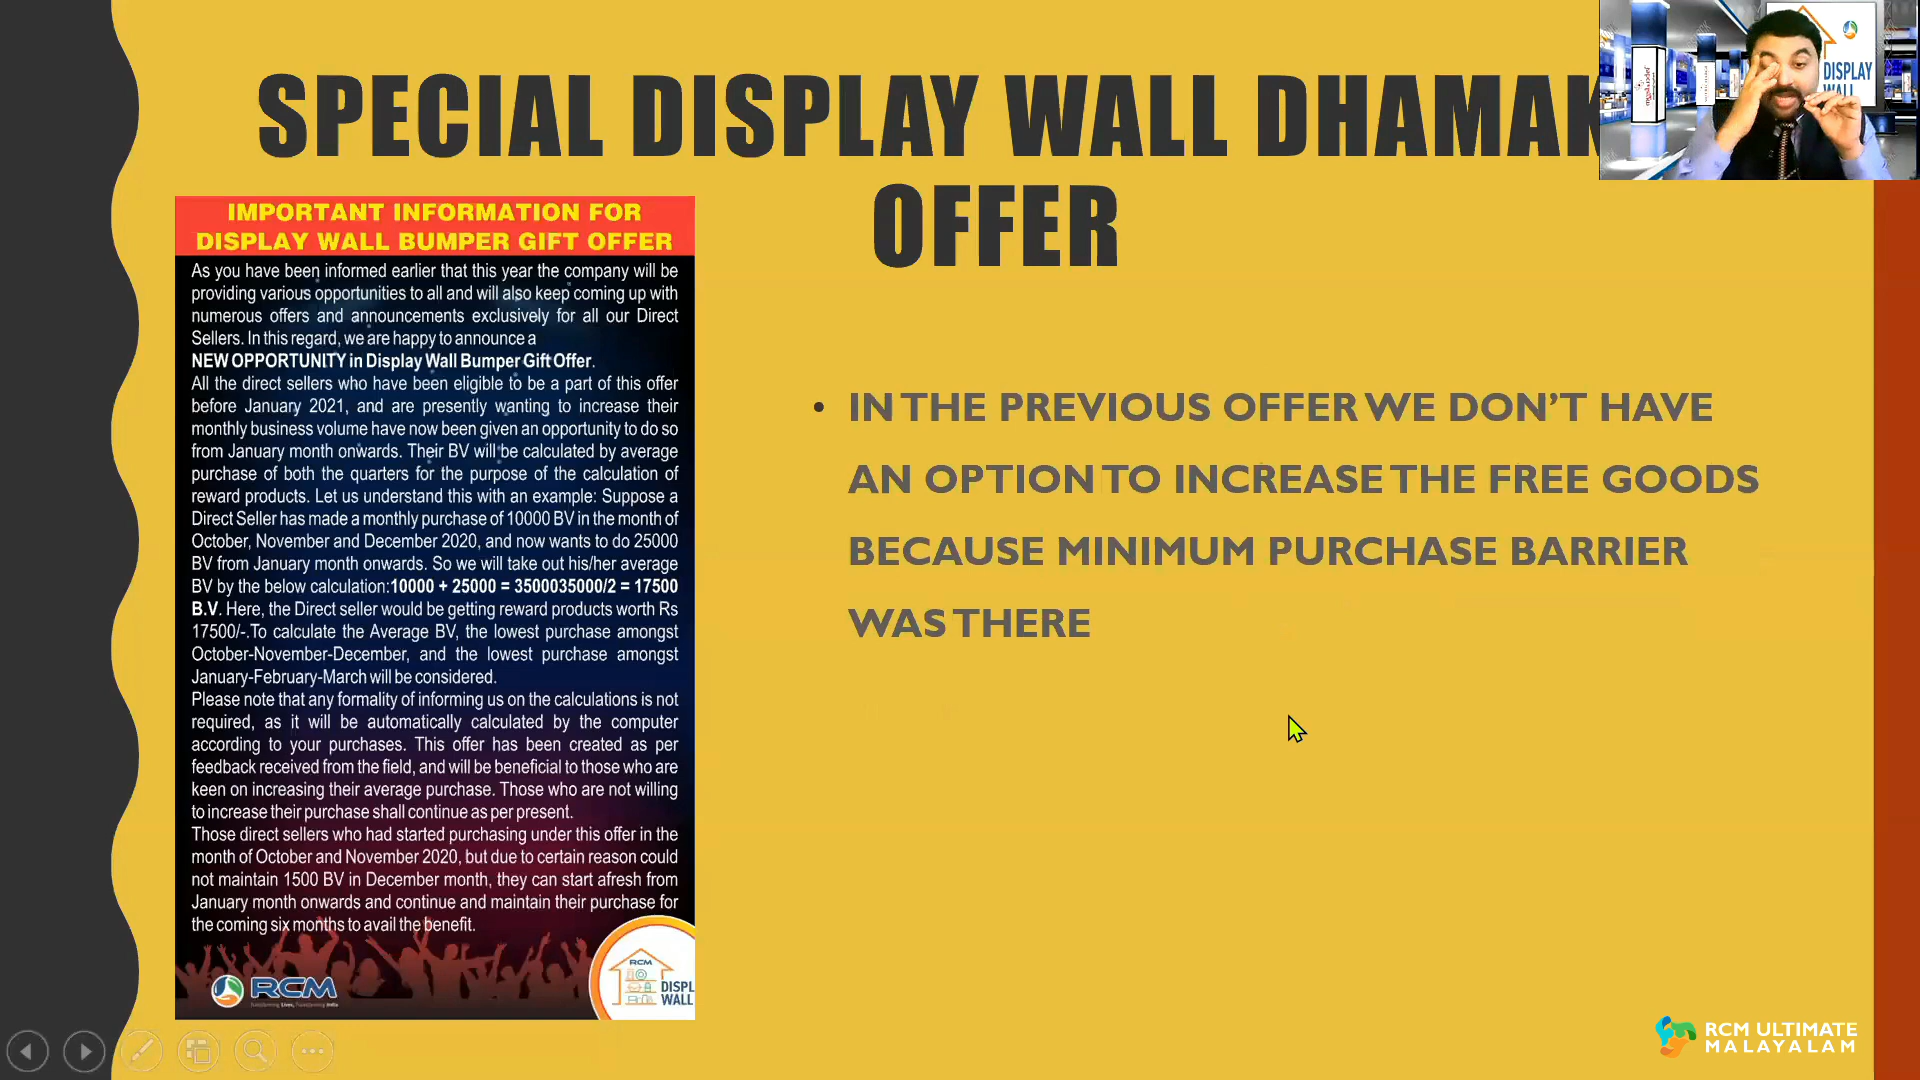 SPECIAL DISPLAY WALL DHAMAK
OFFER
DISPLAY
WALL
IMPORTANT INFORMATION FOR
DISPLAY WALL BUMPER GIFT OFFER
As you have been informed earlier that this year the company will be
providing various opportunities to all and will also keep coming up with
numerous offers and announcements exclusively for all our Direct
Sellers. In this regard, we are happy to announce a
NEW OPPORTUNITY in Display Wall Bumper Gift Offer.
All the direct sellers who have been eligible to be a part of this offer
before January 2021, and are presently wanting to increase their
monthly business volume have now been given an opportunity to do so
from January month onwards. Their BV will be calculated by average
purchase of both the quarters for the purpose of the calculation of
reward products. Let us understand this with an example: Suppose a
Direct Seller has made a monthly purchase of 10000 BV in the month of
October, November and December 2020, and now wants to do 25000
BV from January month onwards. So we will take out his/her average
BV by the below calculation:10000 + 25000 = 3500035000/2 = 17500
B.V. Here, the Direct seller would be getting reward products worth Rs
17500/-.To calculate the Average BV, the lowest purchase amongst
October-November-December, and the lowest purchase amongst
January-February-March will be considered.
Please note that any formality of informing us on the calculations is not
required, as it will be automatically calculated by the computer
according to your purchases. This offer has been created as per
feedback received from the field, and will be beneficial to those who are
keen on increasing their average purchase. Those who are not willing
to increase their purchase shall continue as per present.
Those direct sellers who had started purchasing under this offer in the
month of October and November 2020, but due to certain reason could
not maintain 1500 BV in December month, they can start afresh from
January month onwards and continue and maintain their purchase for
the coming six months to avail the benefit.
RCM
RCM
DISPL
WALL
• IN THE PREVIOUS OFFER WE DON’T HAVE
AN OPTION TO INCREASE THE FREE GOODS
BECAUSE MINIMUM PURCHASE BARRIER
WAS THERE
RCM ULTIMATE
MALAYALAM